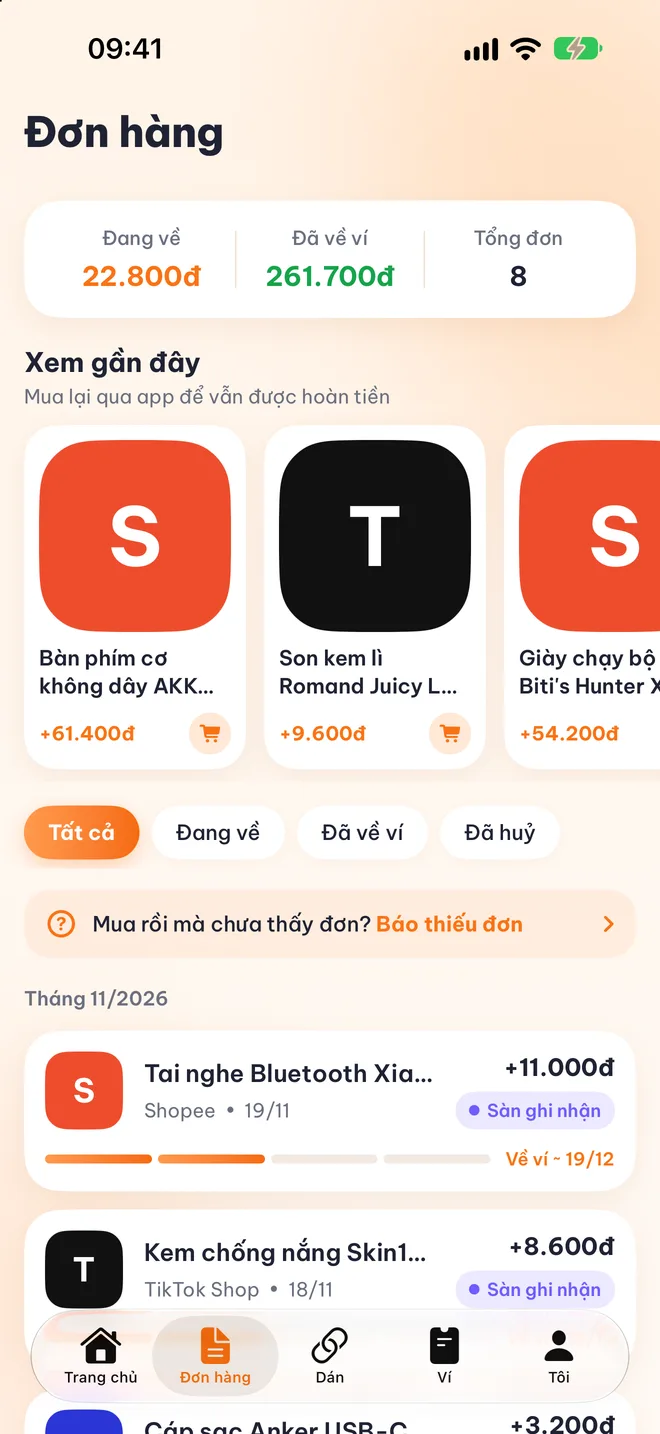 09:41
Đơn hàng
Đang về
Đã về ví
Tổng đơn
22.800đ
261.700đ
8
Xem gần đây
Mua lại qua app để vẫn được hoàn tiền
S
T
S
Bàn phím cơ
không dây AKK...
+61.400đ
Son kem lì
Romand Juicy L...
+9.600đ
Giày chạy bộ
Biti's Hunter X
+54.200đ
Tất cả
Đang về
Đã về ví
Đã huỷ
Mua rồi mà chưa thấy đơn? Báo thiếu đơn
Tháng 11/2026
S
Tai nghe Bluetooth Xia...
+11.000đ
Shopee • 19/11
Sàn ghi nhận
Về ví ~ 19/12
T
Kem chống nắng Skin1...
+8.600đ
TikTok Shop • 18/11
Sàn ghi nhận
Trang chủ
Đơn hàng
Dán
Ví
Tôi
Cáp sạc Anker USB-C
+3.200đ